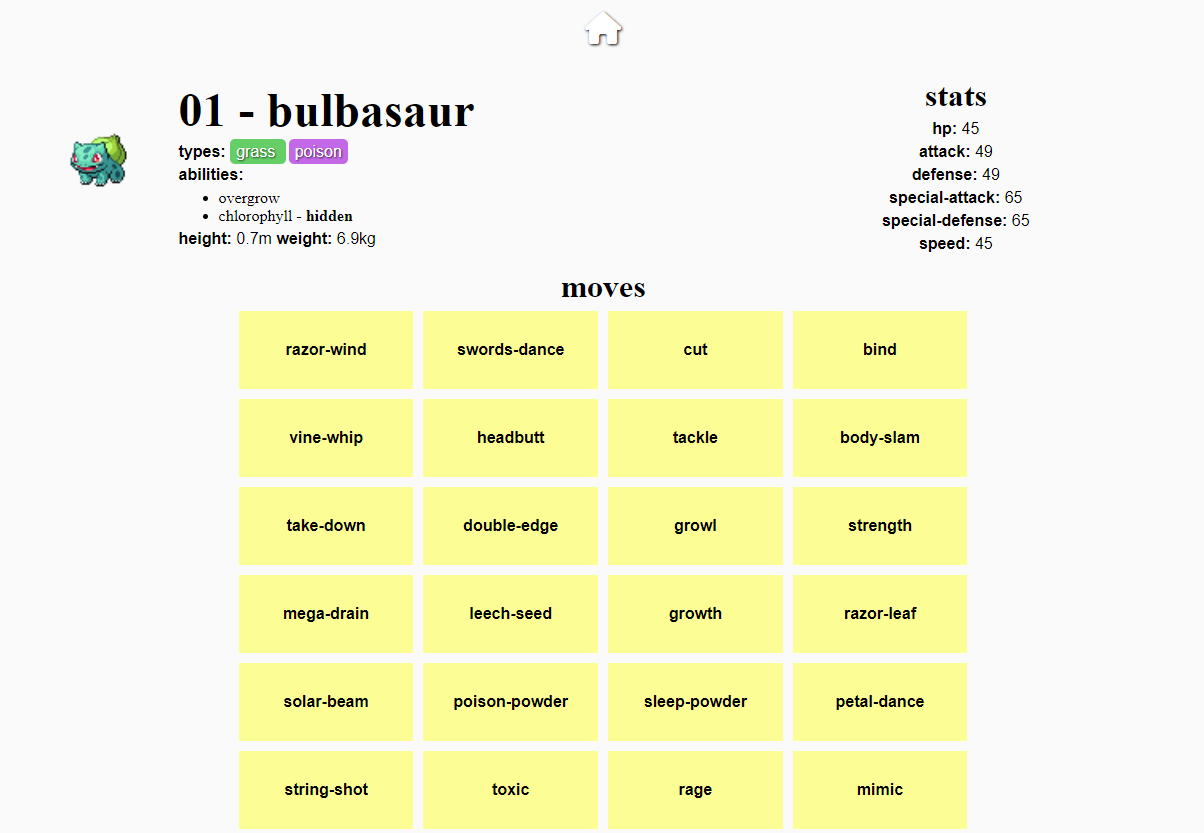 01 - bulbasaur
types: grass poison
abilities:
overgrow
chlorophyll - hidden
height: 0.7m weight: 6.9kg
stats
hp: 45
attack: 49
defense: 49
special-attack: 65
special-defense: 65
speed: 45
moves
razor-wind swords-dance cut bind
vine-whip headbutt tackle body-slam
take-down double-edge growl strength
mega-drain leech-seed growth razor-leaf
solar-beam poison-powder sleep-powder petal-dance
string-shot toxic rage mimic